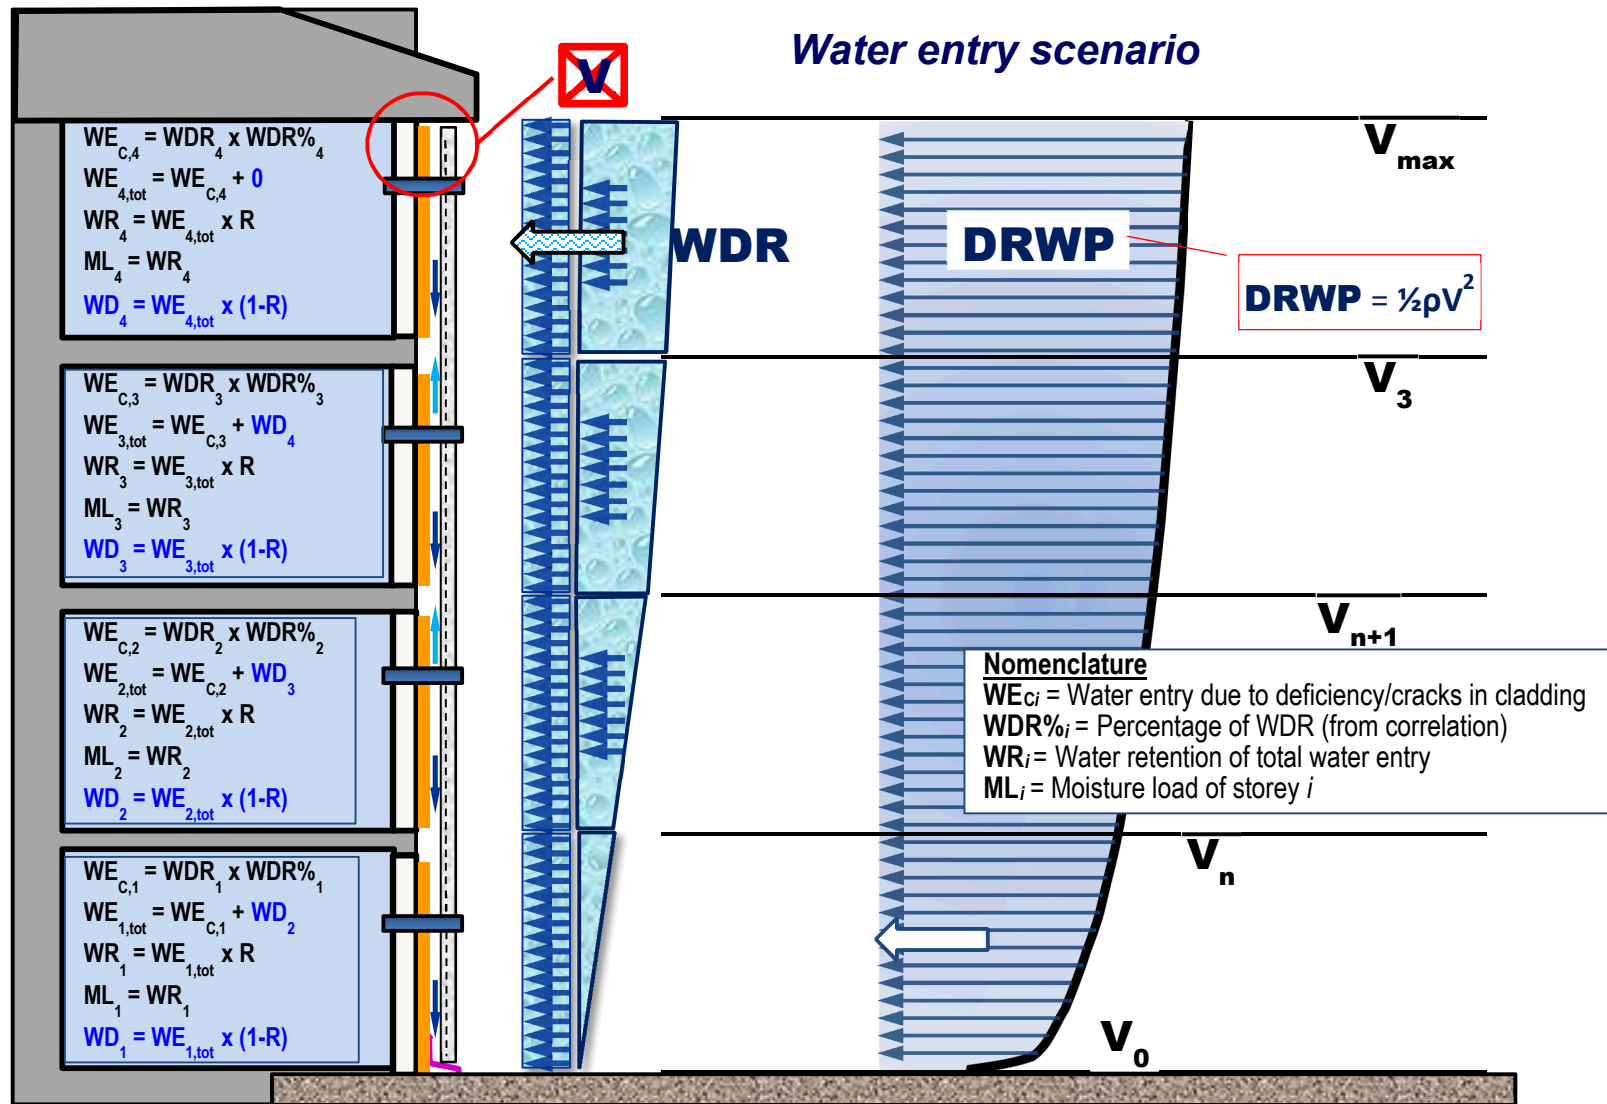 Water entry scenario
V
WE_C,4 = WDR_4 x WDR%_4
WE_4,tot = WE_C,4 + 0
WR_4 = WE_4,tot x R
ML_4 = WR_4
WD_4 = WE_4,tot x (1-R)
WE_C,3 = WDR_3 x WDR%_3
WE_3,tot = WE_C,3 + WD_4
WR_3 = WE_3,tot x R
ML_3 = WR_3
WD_3 = WE_3,tot x (1-R)
WE_C,2 = WDR_2 x WDR%_2
WE_2,tot = WE_C,2 + WD_3
WR_2 = WE_2,tot x R
ML_2 = WR_2
WD_2 = WE_2,tot x (1-R)
WE_C,1 = WDR_1 x WDR%_1
WE_1,tot = WE_C,1 + WD_2
WR_1 = WE_1,tot x R
ML_1 = WR_1
WD_1 = WE_1,tot x (1-R)
WDR
DRWP
V_max
DRWP = ½ρV²
V_3
V_n+1
Nomenclature
WE_Ci = Water entry due to deficiency/cracks in cladding
WDR%_i = Percentage of WDR (from correlation)
WR_i = Water retention of total water entry
ML_i = Moisture load of storey i
V_n
V_0